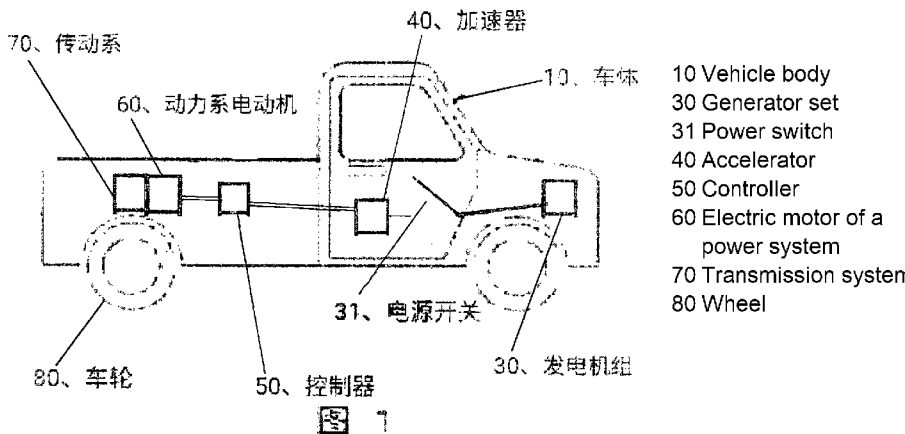 40、加速器
70、传动系
10、车体
60、动力系电动机
31、电源开关
30、发电机组
80、车轮
50、控制器
图 1
10 Vehicle body
30 Generator set
31 Power switch
40 Accelerator
50 Controller
60 Electric motor of a
power system
70 Transmission system
80 Wheel